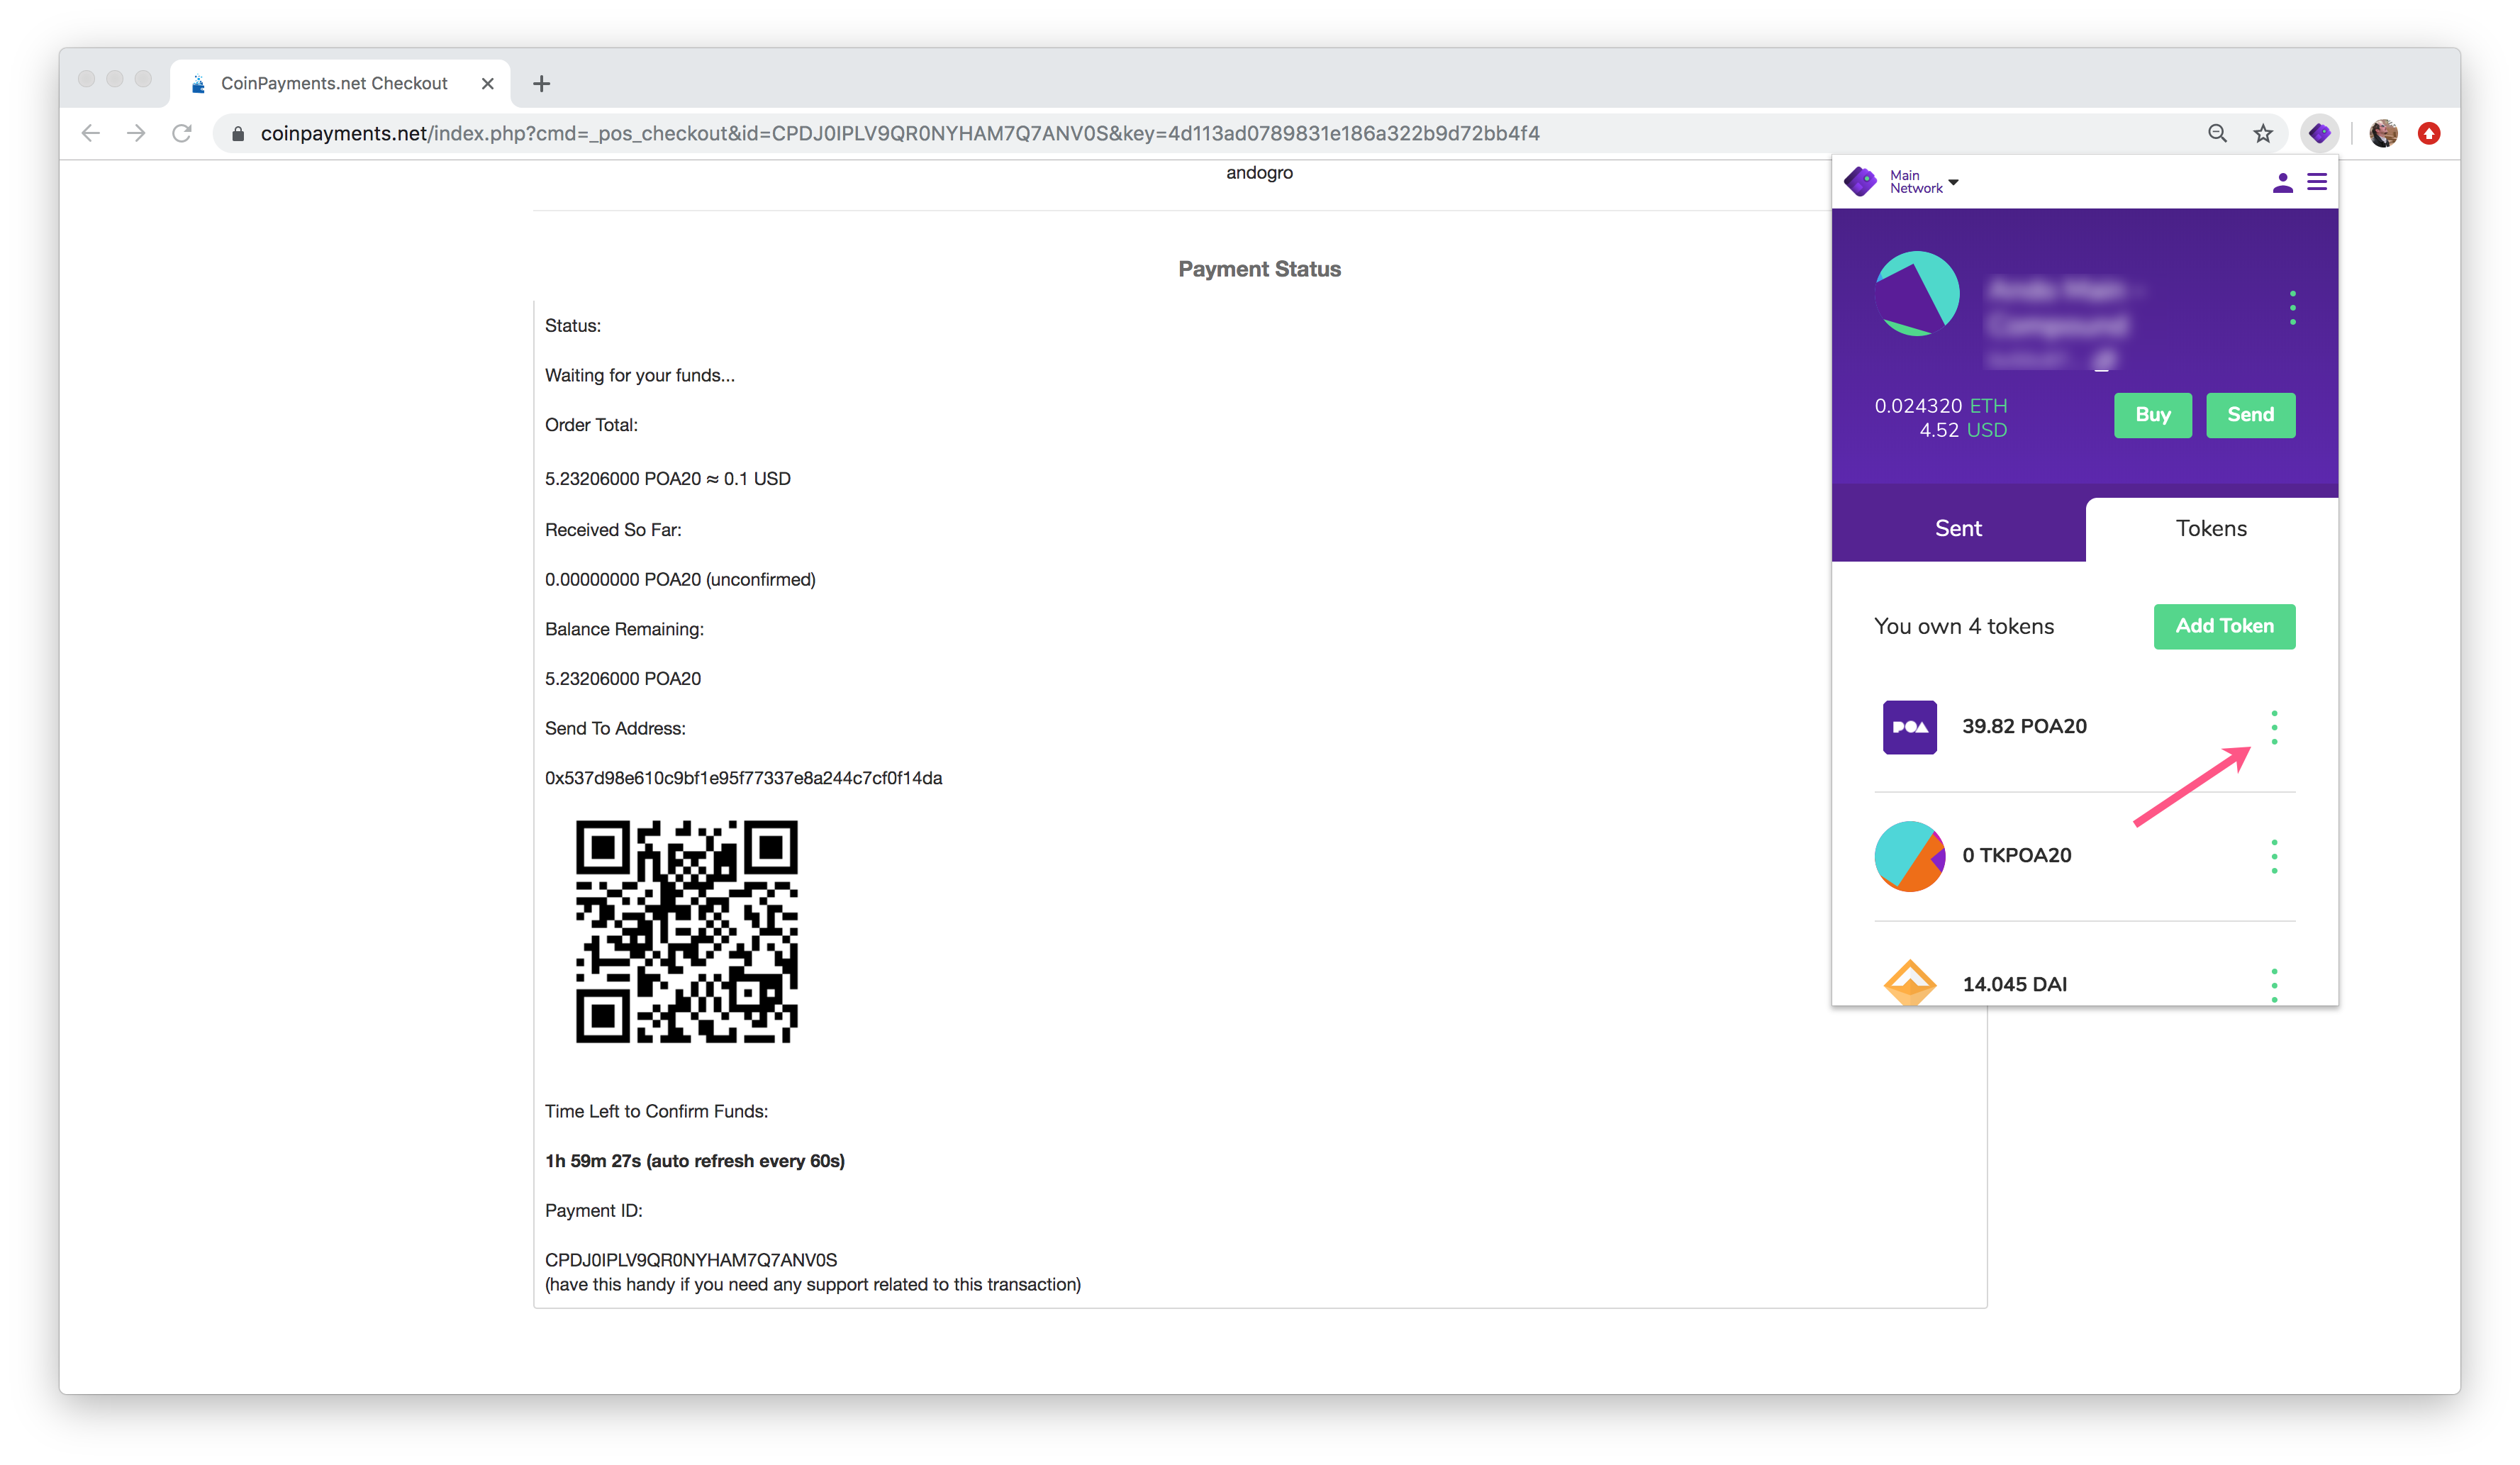 CoinPayments.net Checkout
coinpayments.net/index.php?cmd=_pos_checkout&id=CPDJ0IPLV9QR0NYHAM7Q7ANV0S&key=4d113ad0789831e186a322b9d72bb4f4
andogro
Payment Status
Status:
Waiting for your funds...
Order Total:
5.23206000 POA20 ≈ 0.1 USD
Received So Far:
0.00000000 POA20 (unconfirmed)
Balance Remaining:
5.23206000 POA20
Send To Address:
0x537d98e610c9bf1e95f77337e8a244c7cf0f14da
Time Left to Confirm Funds:
1h 59m 27s (auto refresh every 60s)
Payment ID:
CPDJ0IPLV9QR0NYHAM7Q7ANV0S
(have this handy if you need any support related to this transaction)
Main
Network
0.024320 ETH
4.52 USD
Buy
Send
Sent
Tokens
You own 4 tokens
Add Token
POA
39.82 POA20
0 TKPOA20
14.045 DAI